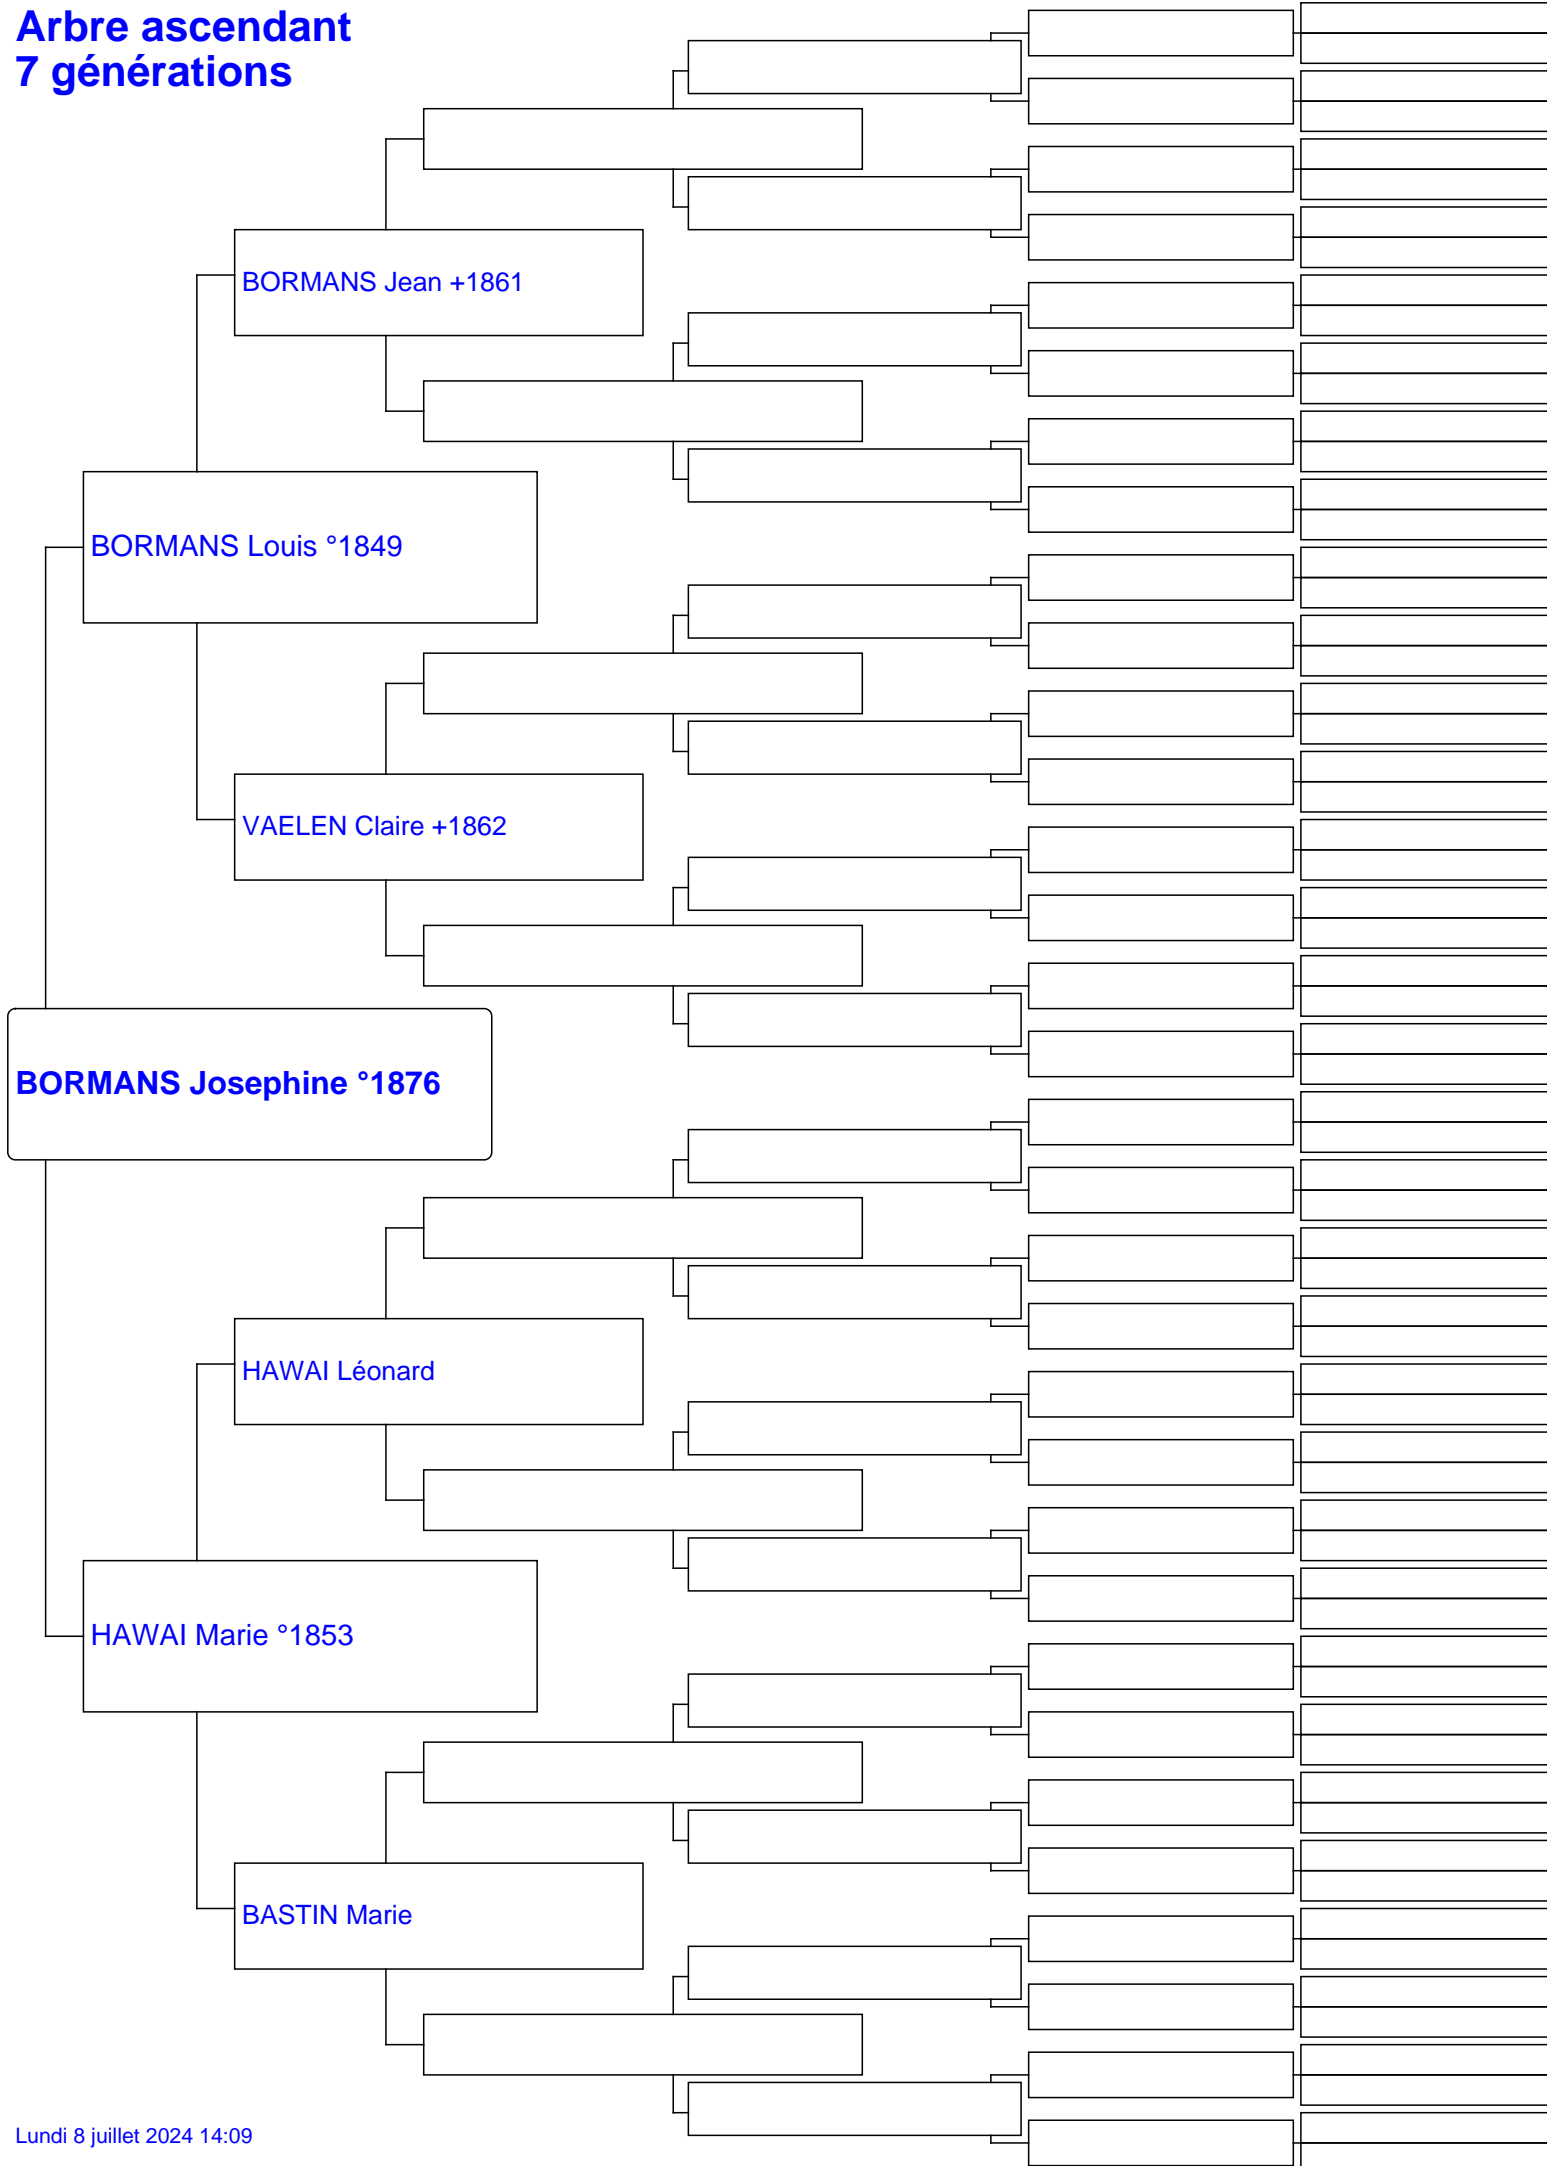 Arbre ascendant
7 générations
BORMANS Jean +1861
BORMANS Louis °1849
VAELEN Claire +1862
BORMANS Josephine °1876
HAWAI Léonard
HAWAI Marie °1853
BASTIN Marie
Lundi 8 juillet 2024 14:09